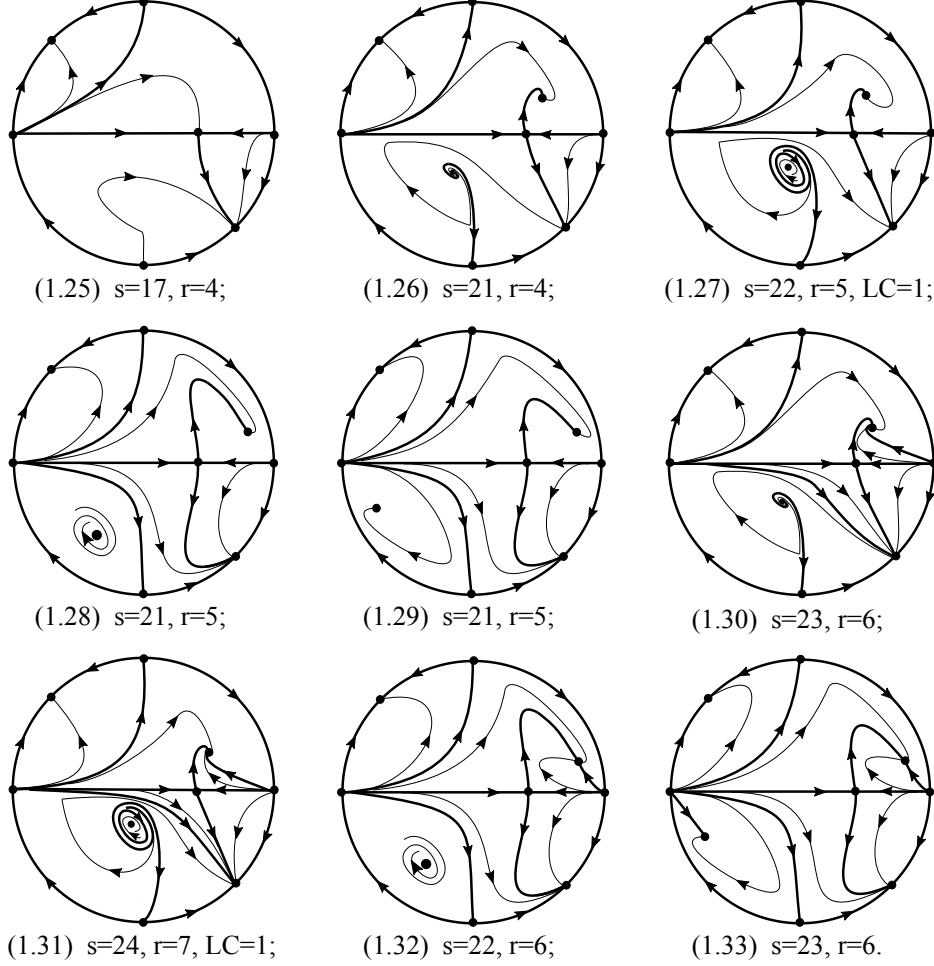 (1.25) s=17, r=4; (1.26) s=21, r=4; (1.27) s=22, r=5, LC=1;
(1.28) s=21, r=5; (1.29) s=21, r=5; (1.30) s=23, r=6;
(1.31) s=24, r=7, LC=1; (1.32) s=22, r=6; (1.33) s=23, r=6.